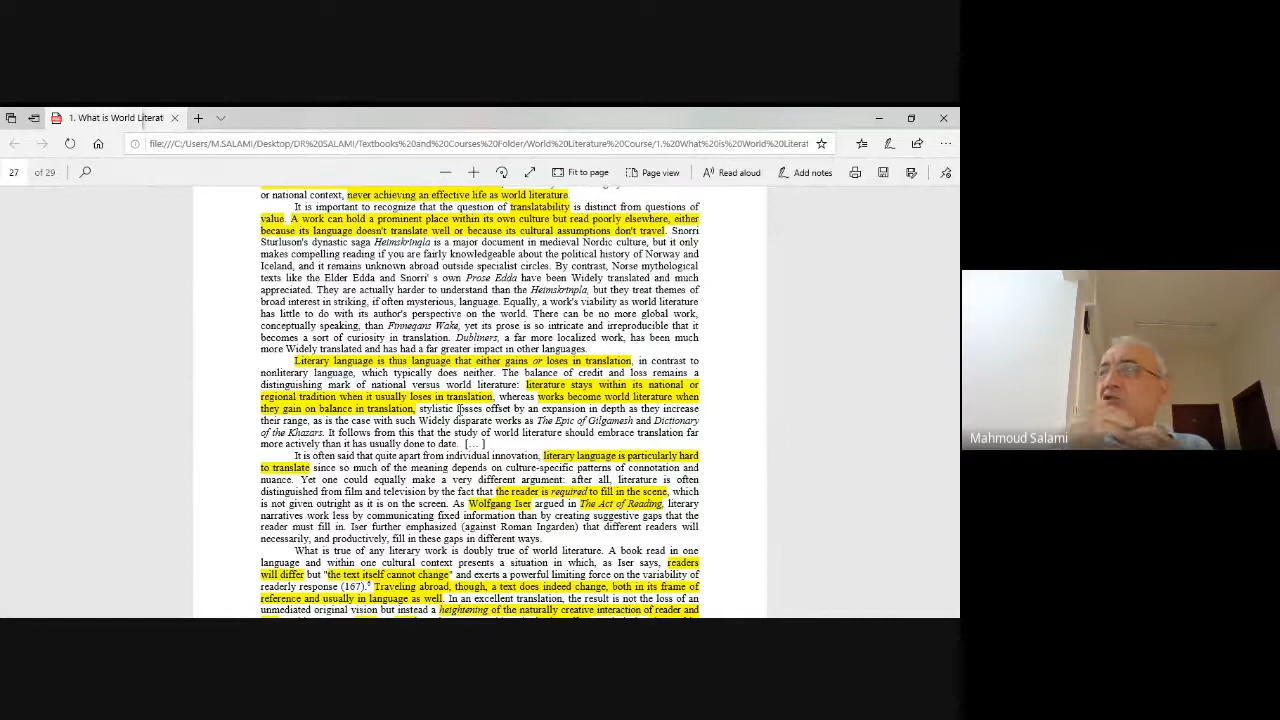 1. What is World Literat
file:///C:/Users/M.SALAMI/Desktop/DR%20SALAMI/Textbooks%20and%20Courses%20Folder/World%20Literature%20Course/1.%20What%20is%20World%20Literat
27 of 29
Fit to page
Page view
Read aloud
Add notes
or national context, never achieving an effective life as world literature.
It is important to recognize that the question of translatability is distinct from questions of
value. A work can hold a prominent place within its own culture but read poorly elsewhere, either
because its language doesn't translate well or because its cultural assumptions don't travel. Snorri
Sturluson's dynastic saga Heimskrinqla is a major document in medieval Nordic culture, but it only
makes compelling reading if you are fairly knowledgeable about the political history of Norway and
Iceland, and it remains unknown abroad outside specialist circles. By contrast, Norse mythological
texts like the Elder Edda and Snorri' s own Prose Edda have been Widely translated and much
appreciated. They are actually harder to understand than the Heimskrtnpla, but they treat themes of
broad interest in striking, if often mysterious, language. Equally, a work's viability as world literature
has little to do with its author's perspective on the world. There can be no more global work,
conceptually speaking, than Finneqans Wake, yet its prose is so intricate and irreproducible that it
becomes a sort of curiosity in translation. Dubliners, a far more localized work, has been much
more Widely translated and has had a far greater impact in other languages.
Literary language is thus language that either gains or loses in translation, in contrast to
nonliterary language, which typically does neither. The balance of credit and loss remains a
distinguishing mark of national versus world literature: literature stays within its national or
regional tradition when it usually loses in translation, whereas works become world literature when
they gain on balance in translation, stylistic losses offset by an expansion in depth as they increase
their range, as is the case with such Widely disparate works as The Epic of Gilgamesh and Dictionary
of the Khazars. It follows from this that the study of world literature should embrace translation far
more actively than it has usually done to date. [... ]
It is often said that quite apart from individual innovation, literary language is particularly hard
to translate since so much of the meaning depends on culture-specific patterns of connotation and
nuance. Yet one could equally make a very different argument: after all, literature is often
distinguished from film and television by the fact that the reader is required to fill in the scene, which
is not given outright as it is on the screen. As Wolfgang Iser argued in The Act of Reading, literary
narratives work less by communicating fixed information than by creating suggestive gaps that the
reader must fill in. Iser further emphasized (against Roman Ingarden) that different readers will
necessarily, and productively, fill in these gaps in different ways.
What is true of any literary work is doubly true of world literature. A book read in one
language and within one cultural context presents a situation in which, as Iser says, readers
will differ but "the text itself cannot change" and exerts a powerful limiting force on the variability of
readerly response (167).⁶ Traveling abroad, though, a text does indeed change, both in its frame of
reference and usually in language as well. In an excellent translation, the result is not the loss of an
unmediated original vision but instead a heightening of the naturally creative interaction of reader and
Mahmoud Salami